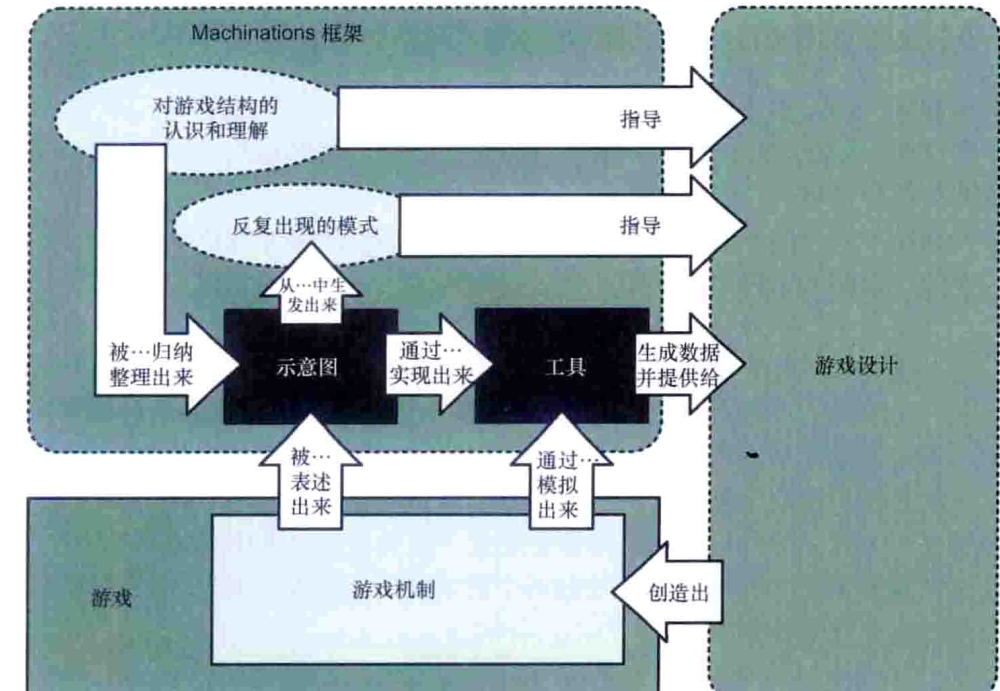 Machinations 框架
对游戏结构的
认识和理解
指导
反复出现的模式
指导
从…中生
发出来
被…归纳
整理出来
示意图
通过…
实现出来
工具
生成数据
并提供给
游戏设计
被…
表述
出来
通过…
模拟
出来
游戏
游戏机制
创造出